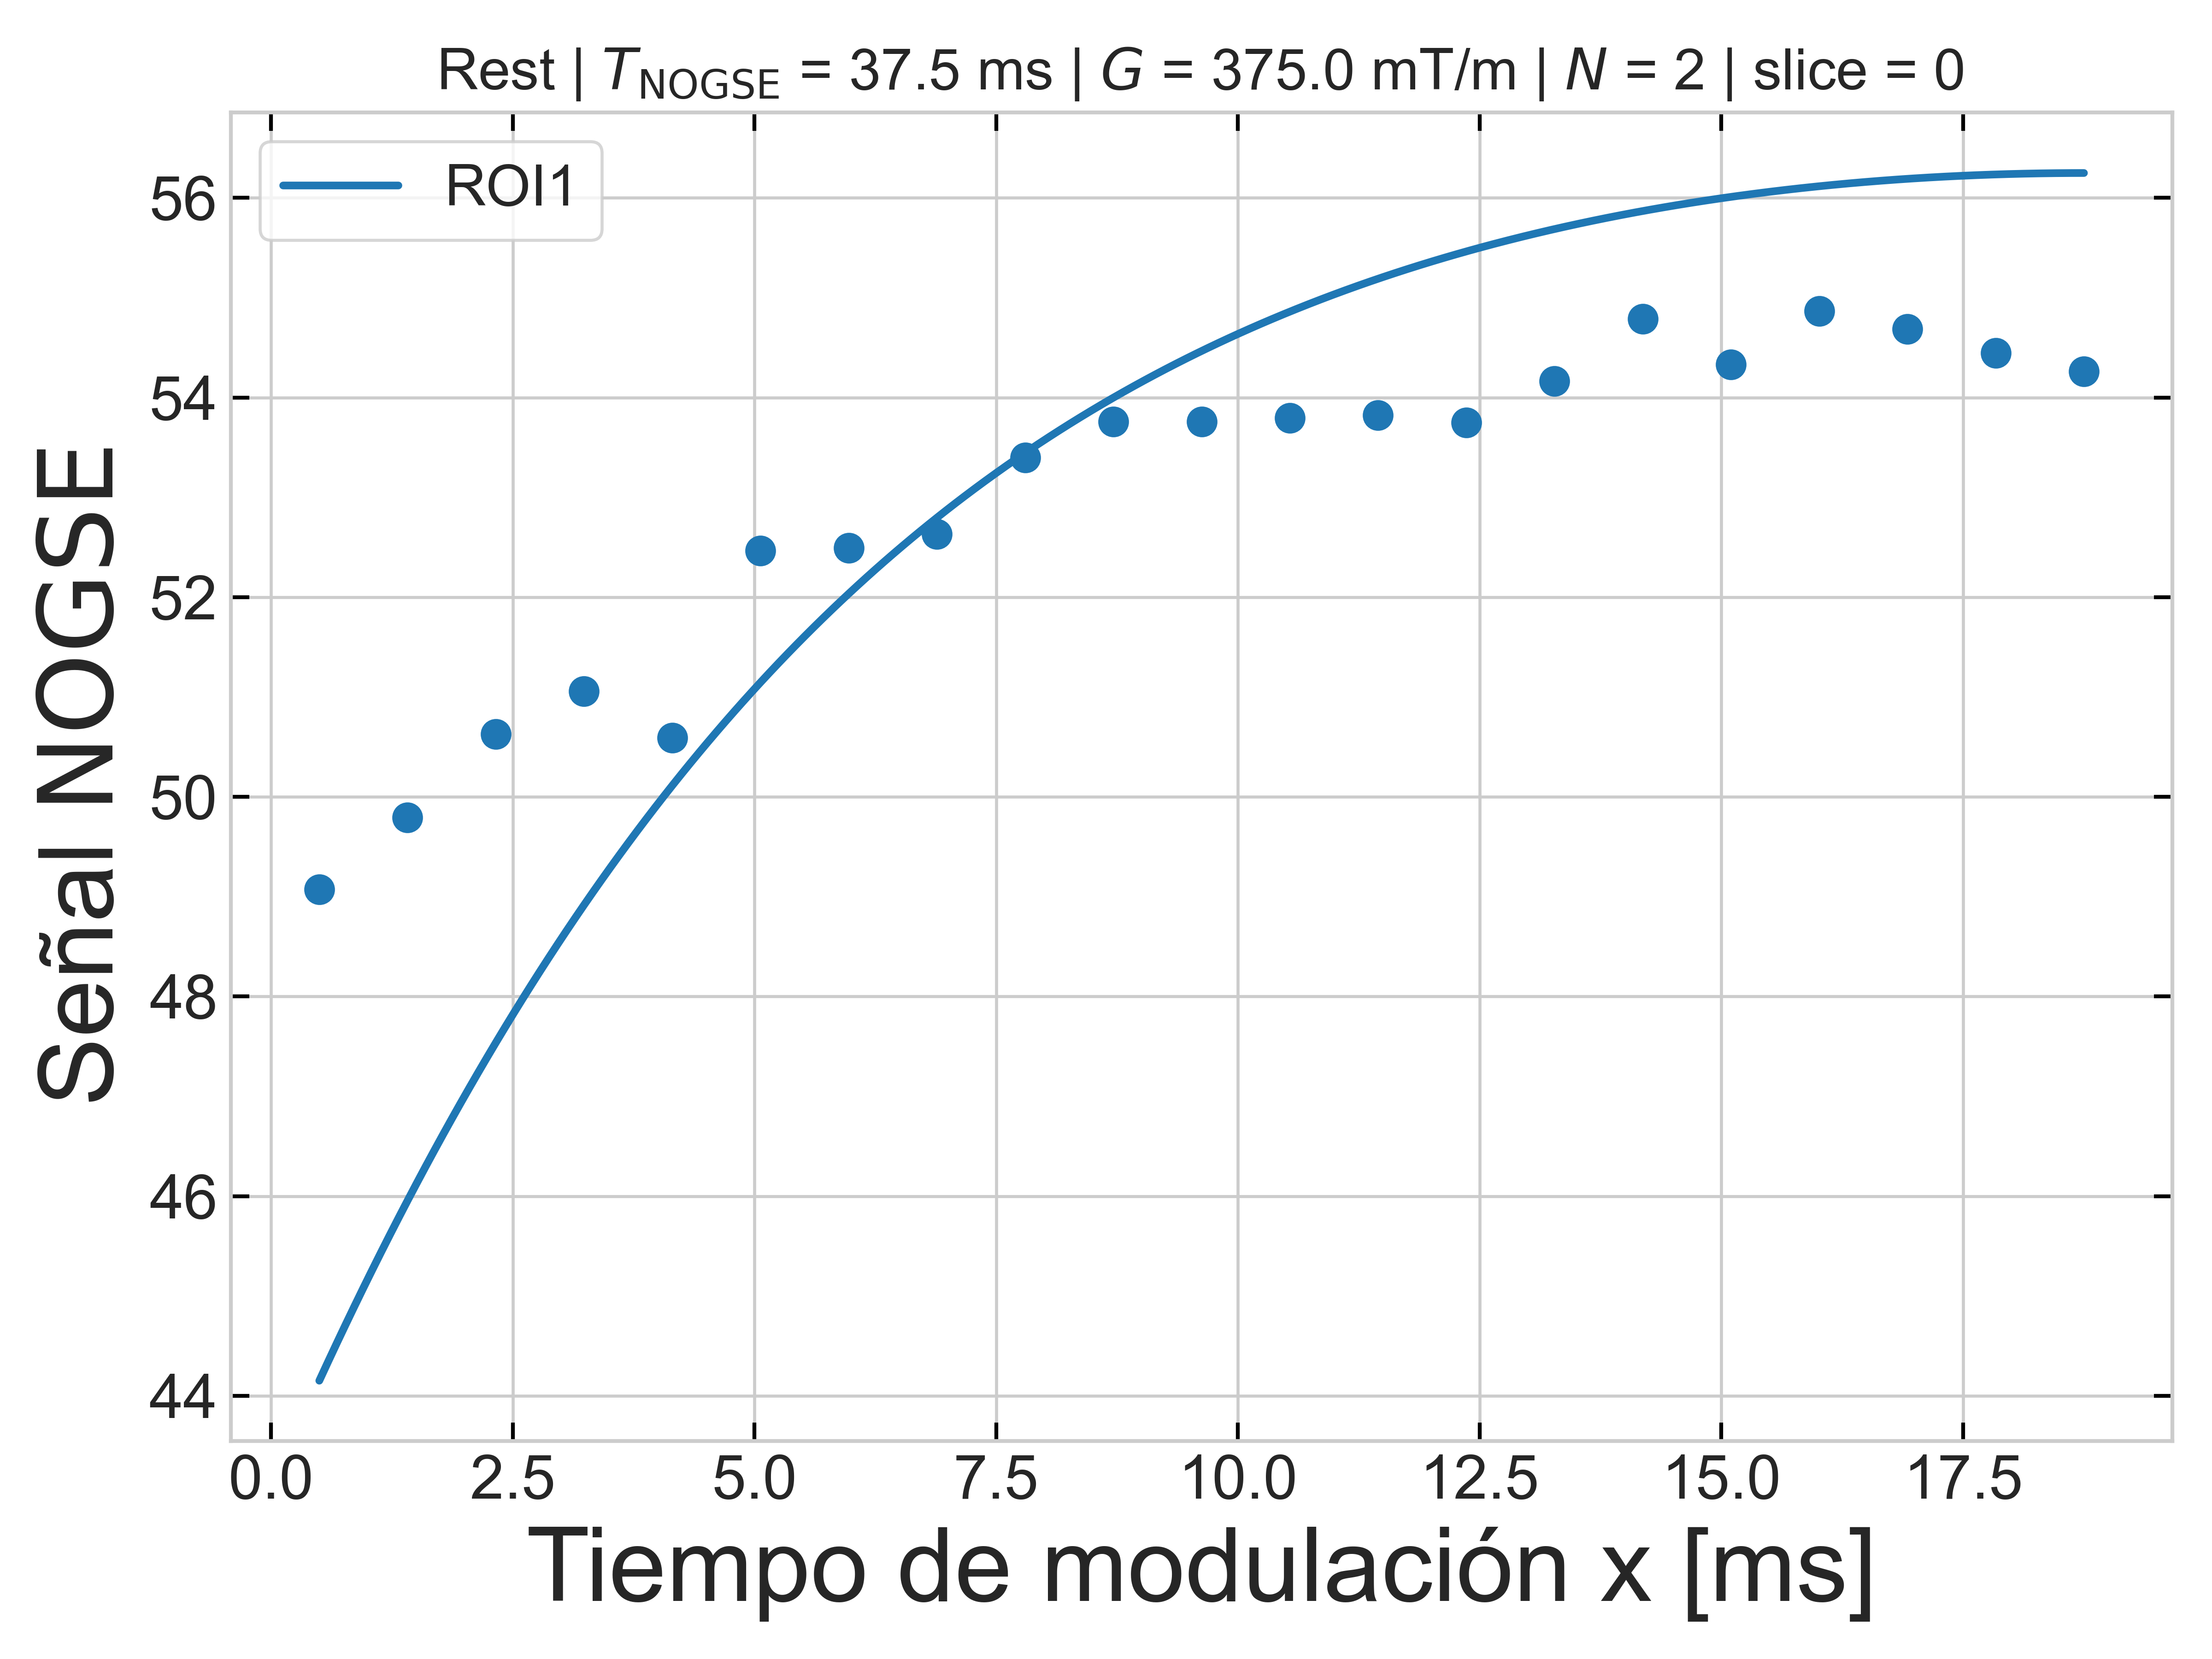 Rest | T_NOGSE = 37.5 ms | G = 375.0 mT/m | N = 2 | slice = 0
ROI1
56
54
52
50
48
46
44
Señal NOGSE
0.0 2.5 5.0 7.5 10.0 12.5 15.0 17.5
Tiempo de modulación x [ms]